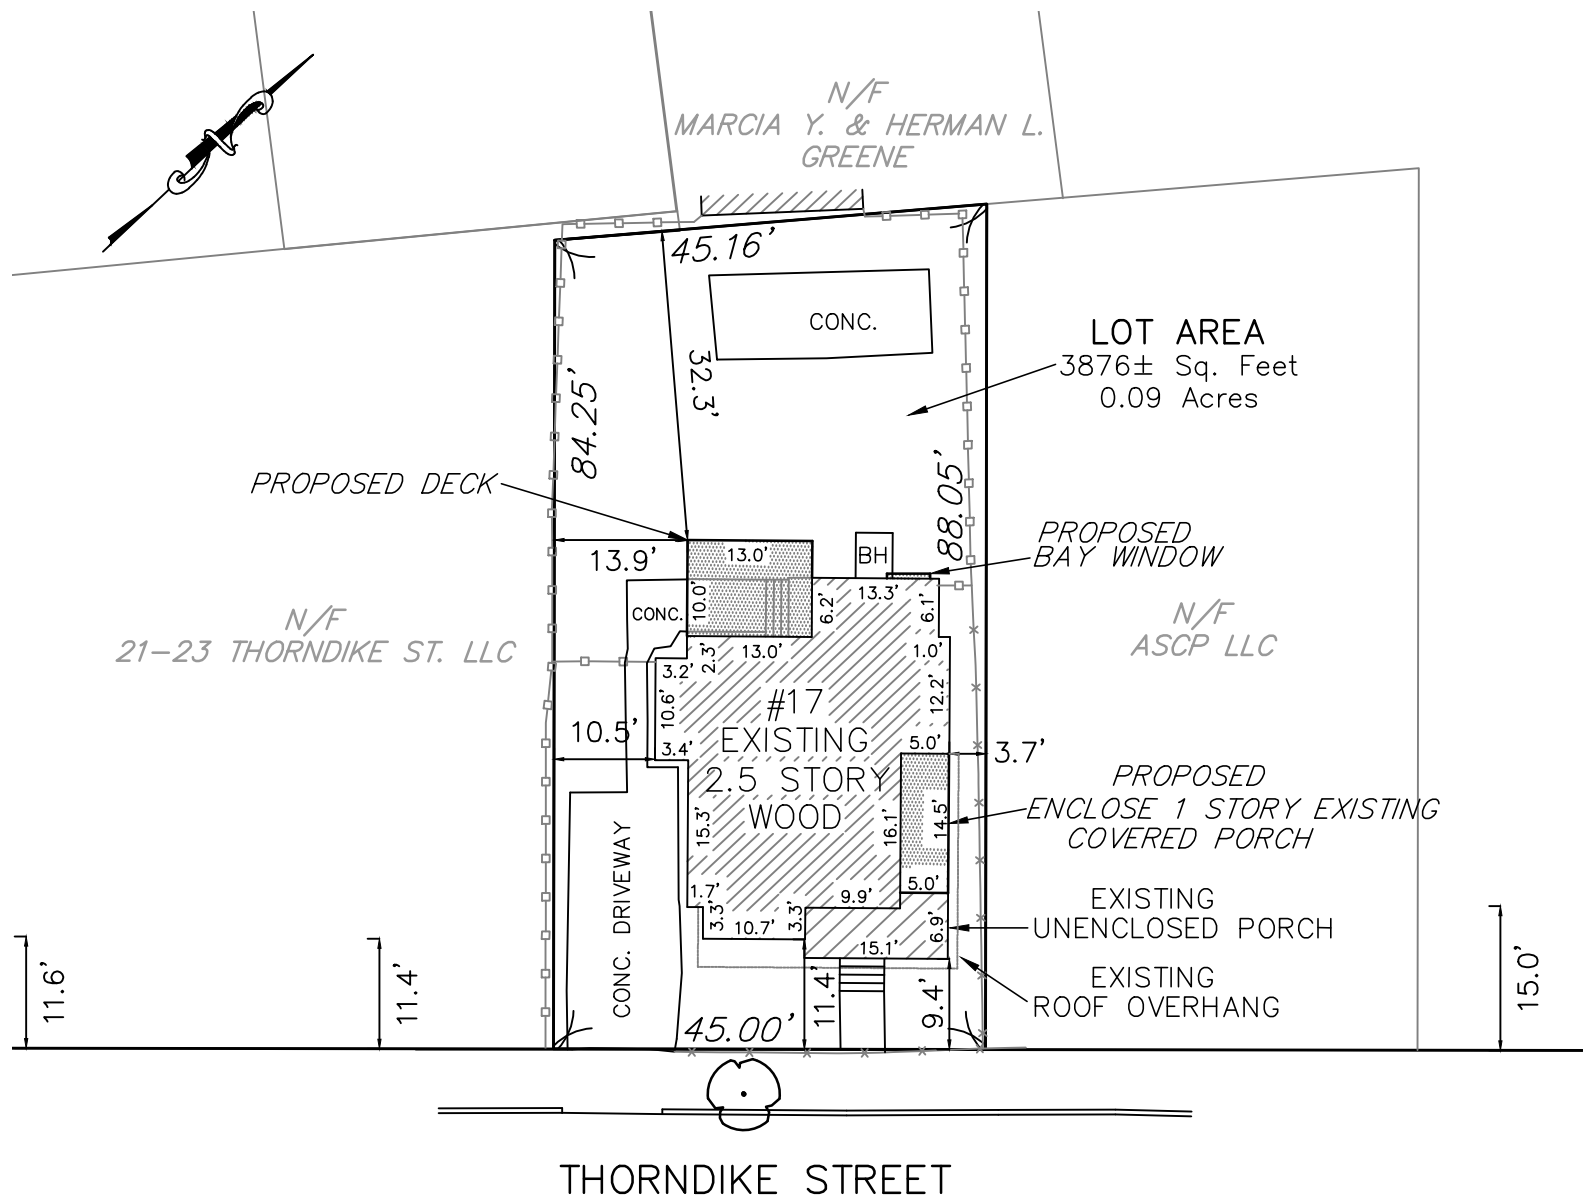 N/F
MARCIA Y. & HERMAN L.
GREENE
45.16'
CONC.
LOT AREA
3876± Sq. Feet
0.09 Acres
32.3'
84.25'
88.05'
PROPOSED DECK
PROPOSED
BAY WINDOW
13.9'
13.0'
BH
10.0'
6.2'
13.3'
6.1'
CONC.
N/F
21-23 THORNDIKE ST. LLC
N/F
ASCP LLC
2.3'
13.0'
1.0'
3.2'
10.6'
12.2'
#17
EXISTING
2.5 STORY
WOOD
10.5'
3.4'
5.0'
3.7'
PROPOSED
ENCLOSE 1 STORY EXISTING
COVERED PORCH
15.3'
16.1'
14.5'
CONC. DRIVEWAY
1.7'
9.9'
5.0'
3.3'
10.7'
3.3'
15.1'
6.9'
EXISTING
UNENCLOSED PORCH
EXISTING
ROOF OVERHANG
11.6'
11.4'
45.00'
11.4'
9.4'
15.0'
THORNDIKE STREET